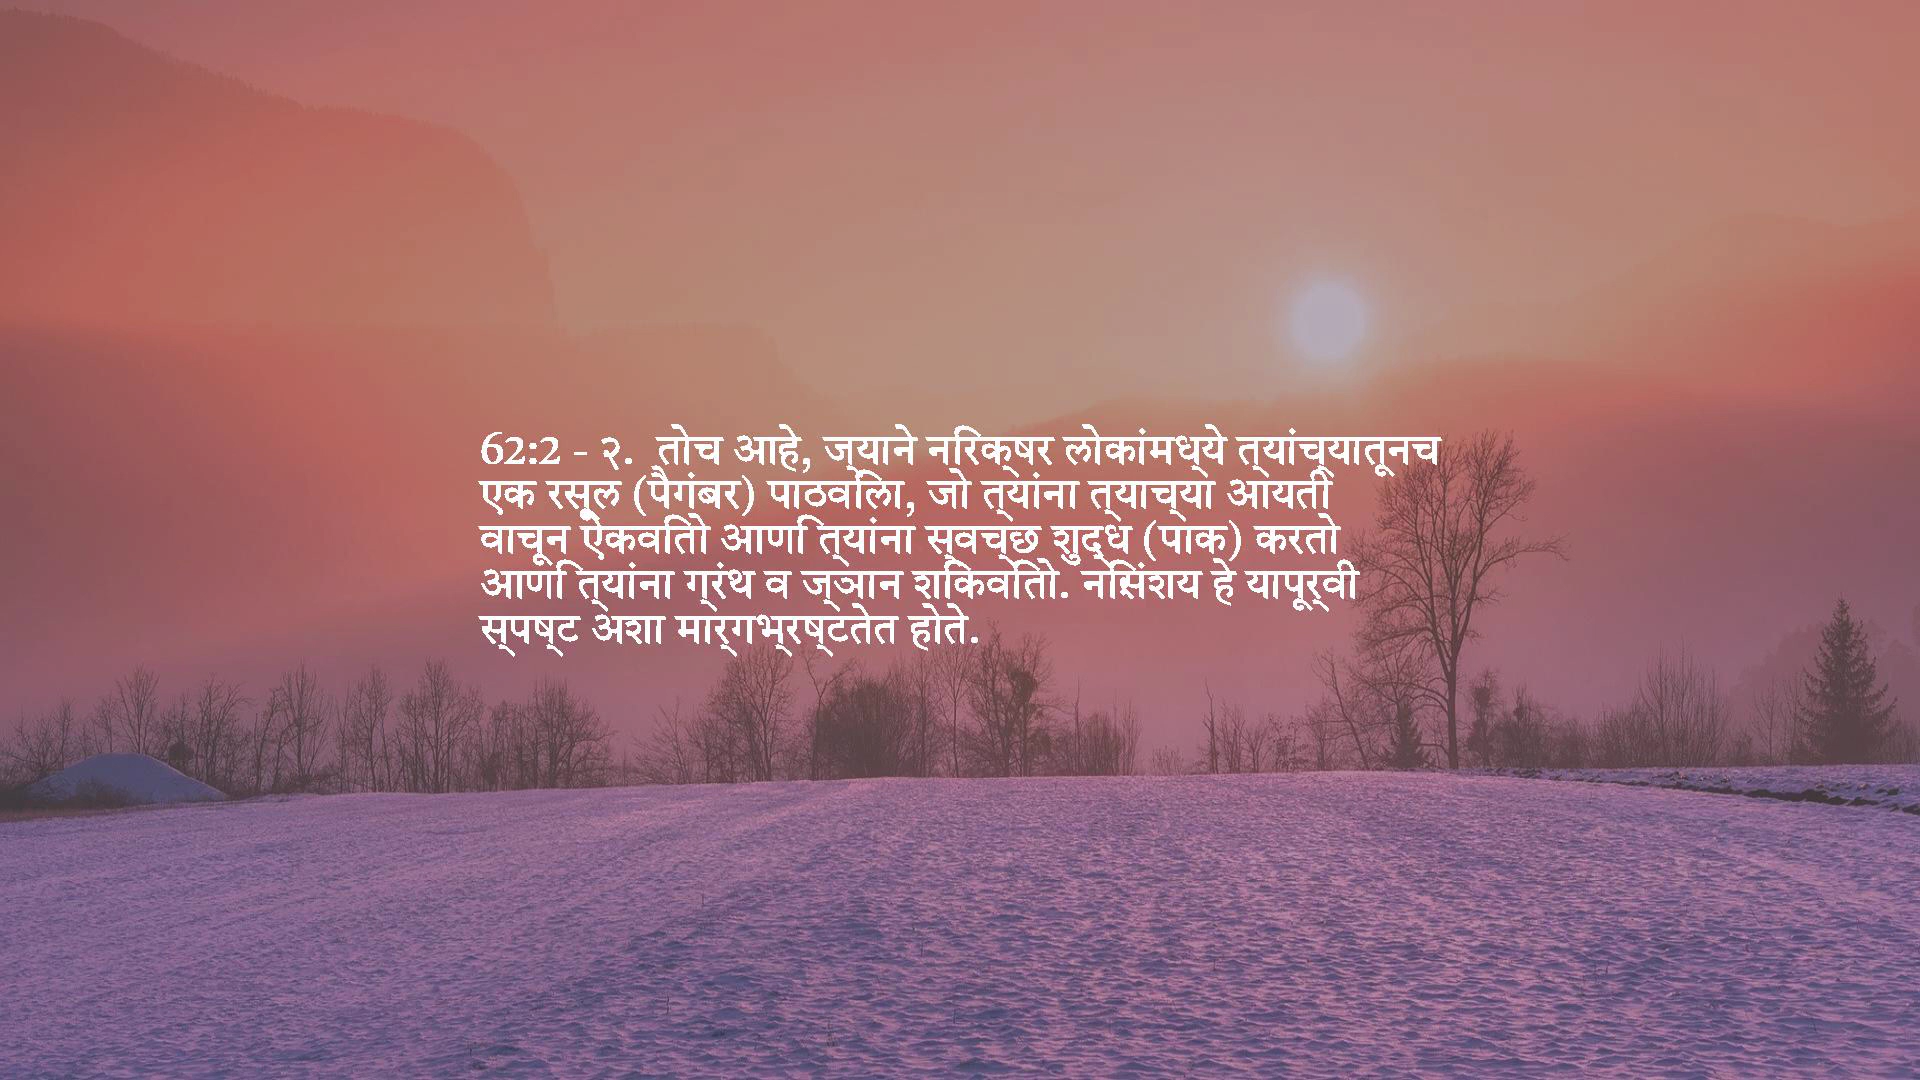 62:2 - २.  तोच आहे, ज्याने निरक्षर लोकांमध्ये त्यांच्यातूनच
एक रसूल (पैगंबर) पाठविला, जो त्यांना त्याच्या आयती
वाचून ऐकवितो आणि त्यांना स्वच्छ शुद्ध (पाक) करतो
आणि त्यांना ग्रंथ व ज्ञान शिकवितो. निसंशय हे यापूर्वी
स्पष्ट अशा मार्गभ्रष्टतेत होते.